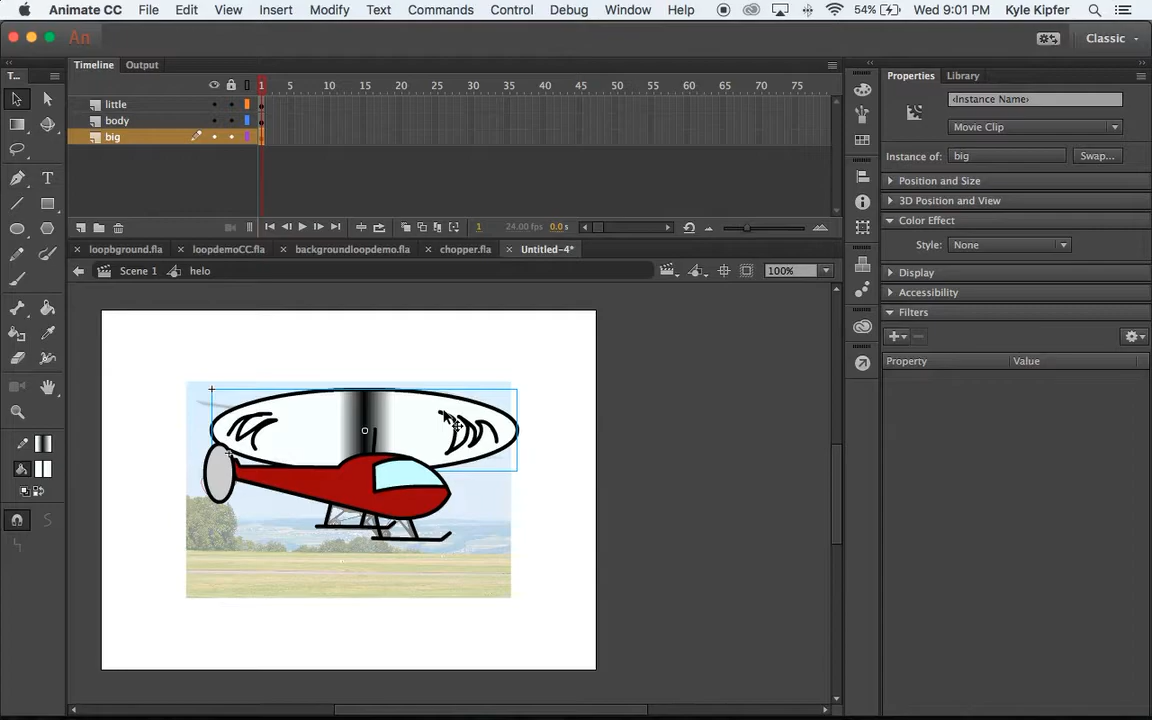 Animate CC File Edit View Insert Modify Text Commands Control Debug Window Help 54% Wed 9:01 PM Kyle Kipfer
An Classic
T... Timeline Output Properties Library
1 5 10 15 20 25 30 35 40 45 50 55 60 65 70 75
little
body
big
<Instance Name>
Movie Clip
Instance of: big Swap...
Position and Size
3D Position and View
Color Effect
Style: None
Display
Accessibility
Filters
Property Value
1 24.00 fps 0.0 s
loopbground.fla loopdemoCC.fla backgroundloopdemo.fla chopper.fla Untitled-4*
Scene 1 helo 100%
T